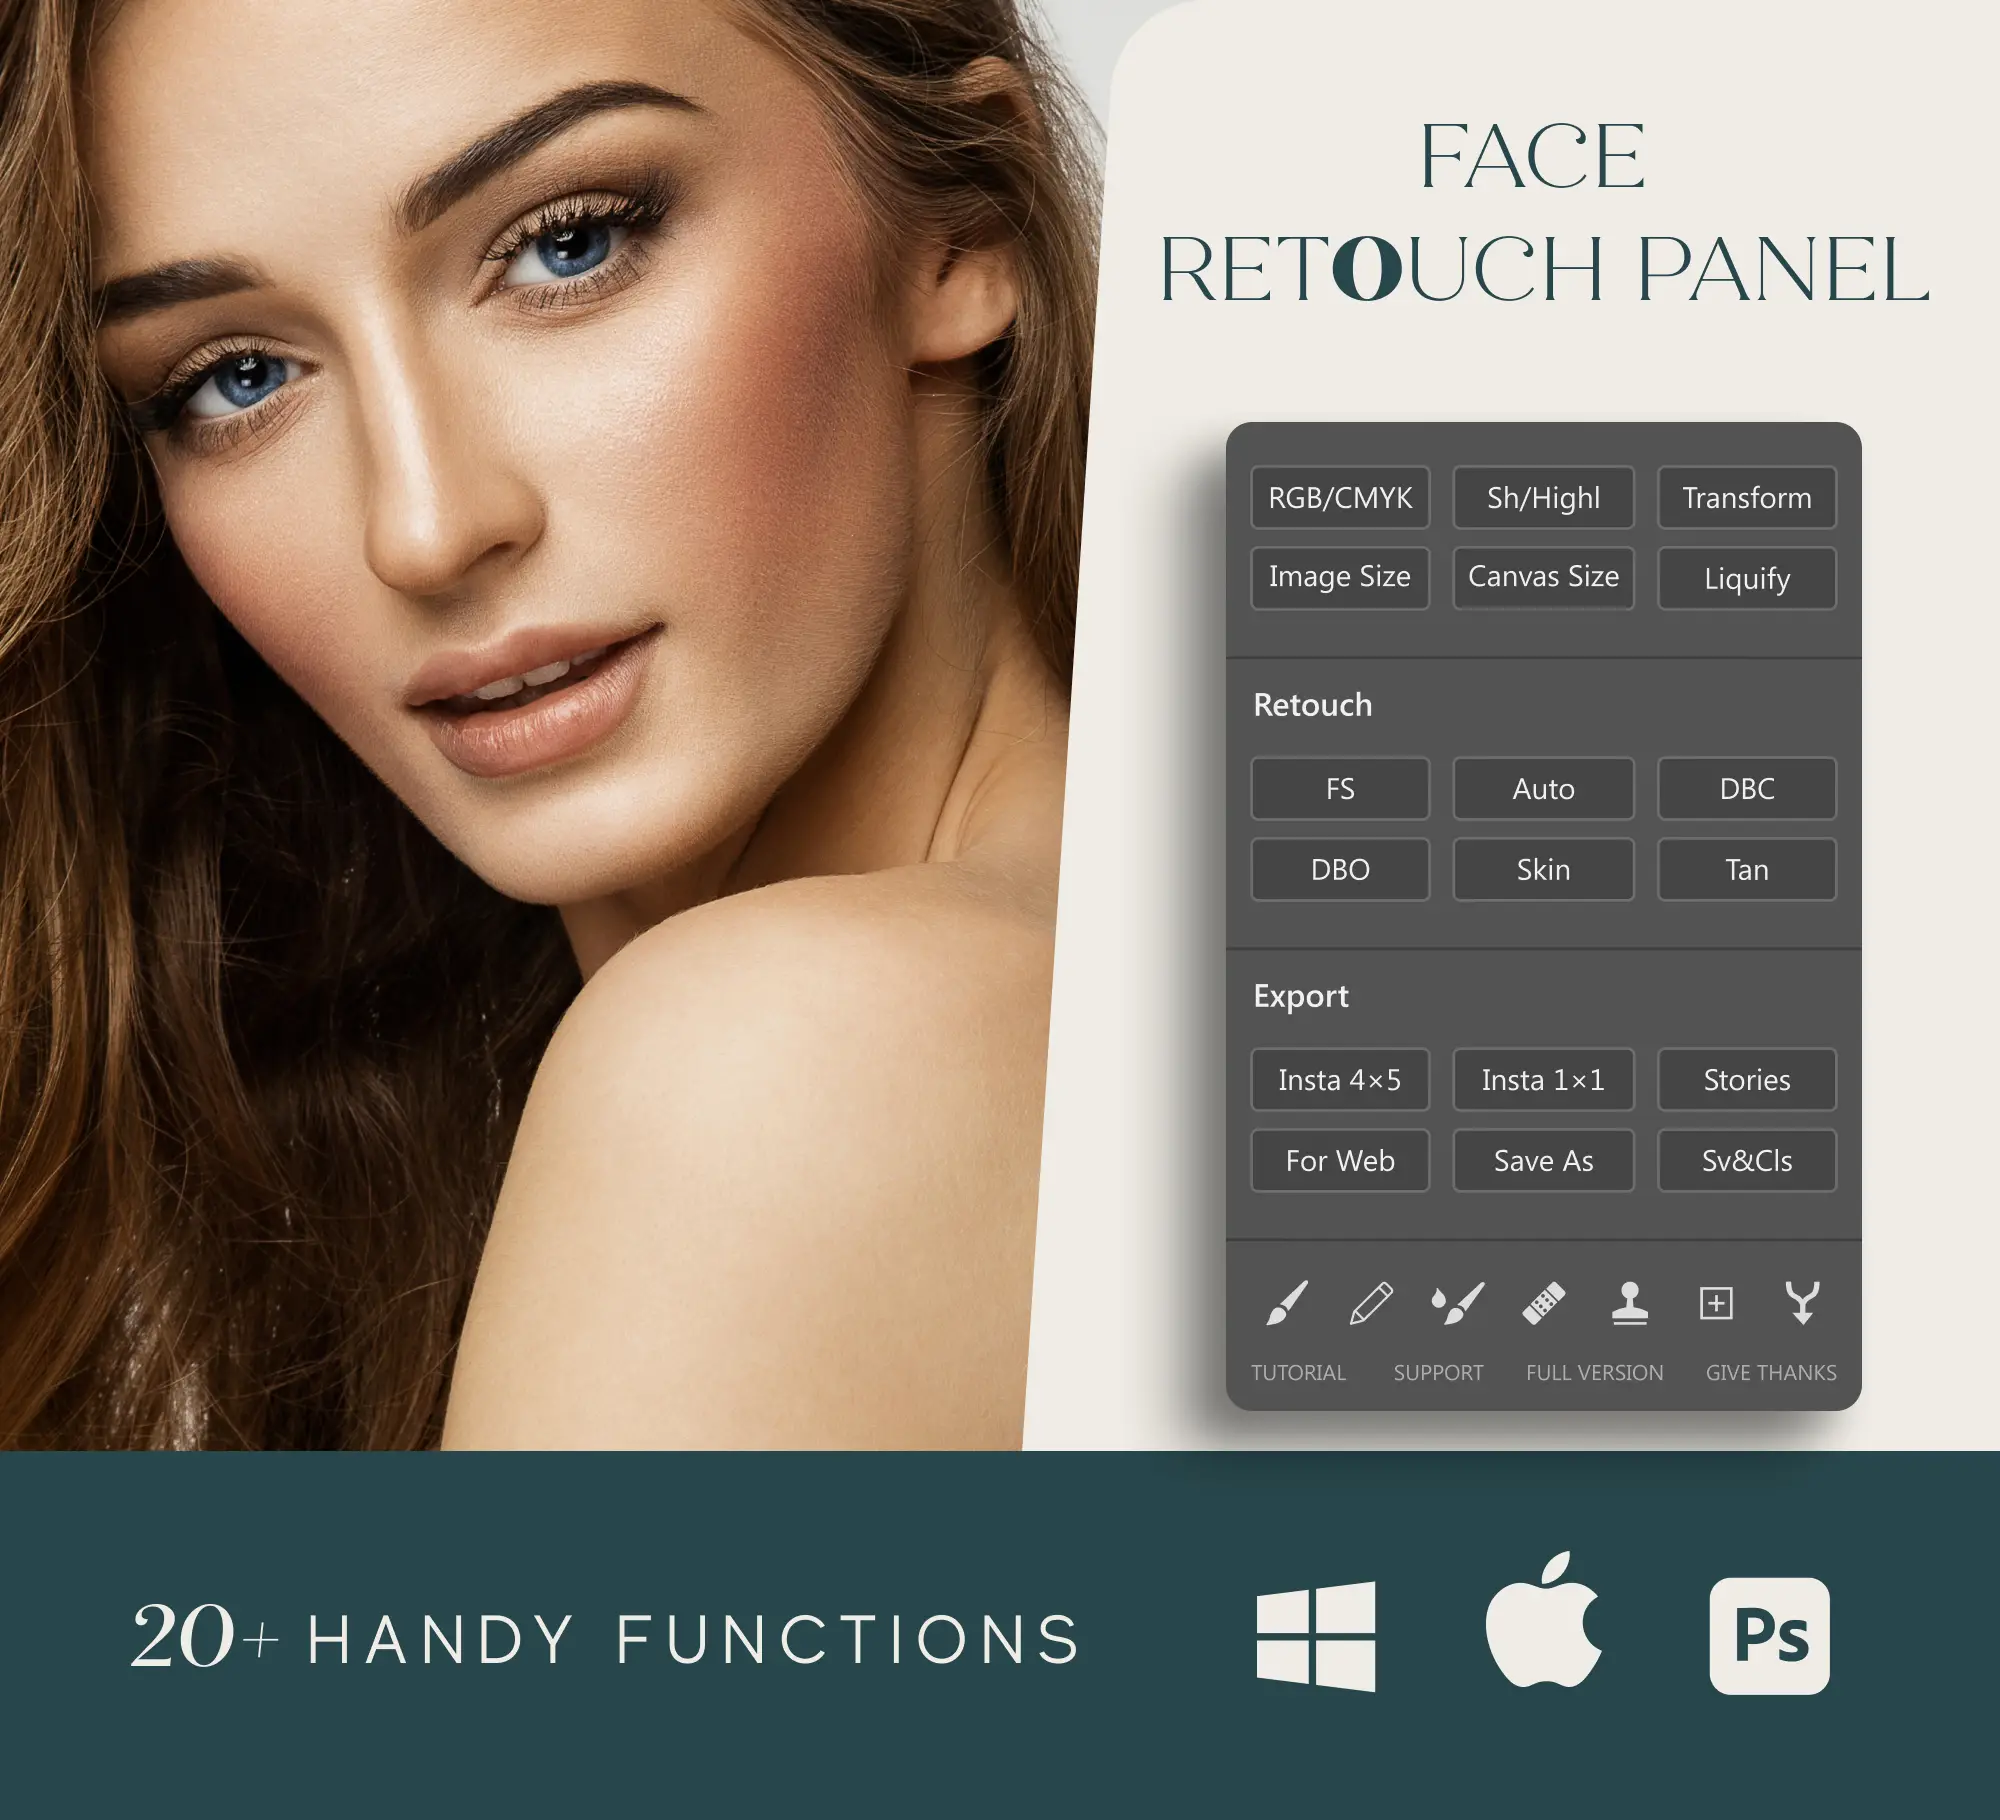 FACE
RETOUCH PANEL
RGB/CMYK Sh/Highl Transform
Image Size Canvas Size Liquify
Retouch
FS Auto DBC
DBO Skin Tan
Export
Insta 4×5 Insta 1×1 Stories
For Web Save As Sv&Cls
TUTORIAL SUPPORT FULL VERSION GIVE THANKS
20+ HANDY FUNCTIONS
Ps